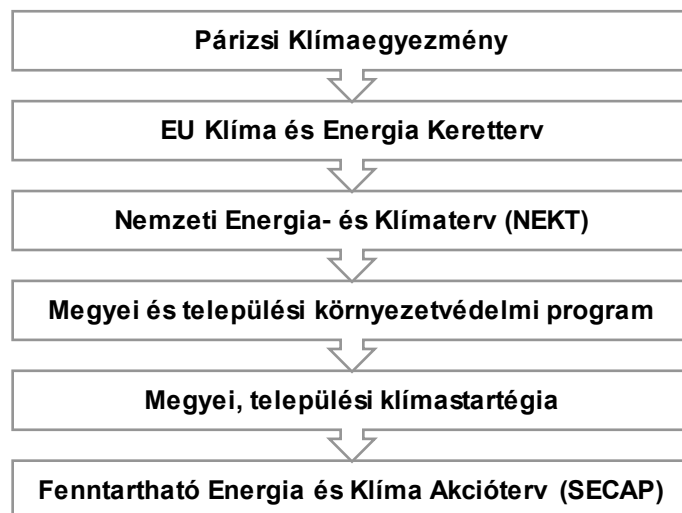 Párizsi Klímaegyezmény
EU Klíma és Energia Keretterv
Nemzeti Energia- és Klímaterv (NEKT)
Megyei és települési környezetvédelmi program
Megyei, települési klímastartégia
Fenntartható Energia és Klíma Akcióterv (SECAP)